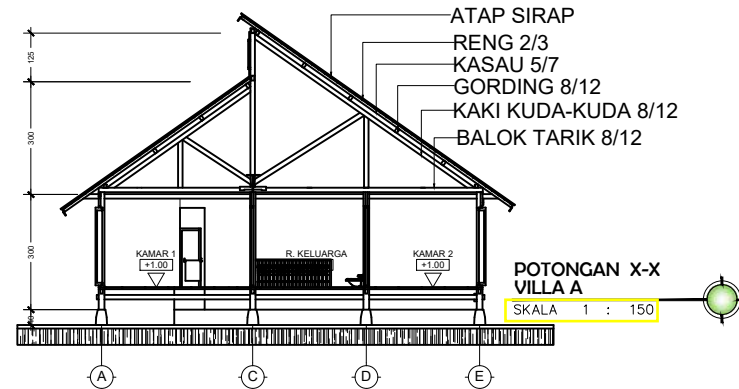 ATAP SIRAP
RENG 2/3
KASAU 5/7
GORDING 8/12
KAKI KUDA-KUDA 8/12
BALOK TARIK 8/12
125
300
300
KAMAR 1
+1.00
R. KELUARGA
KAMAR 2
+1.00
POTONGAN X-X
VILLA A
SKALA 1 : 150
A
C
D
E